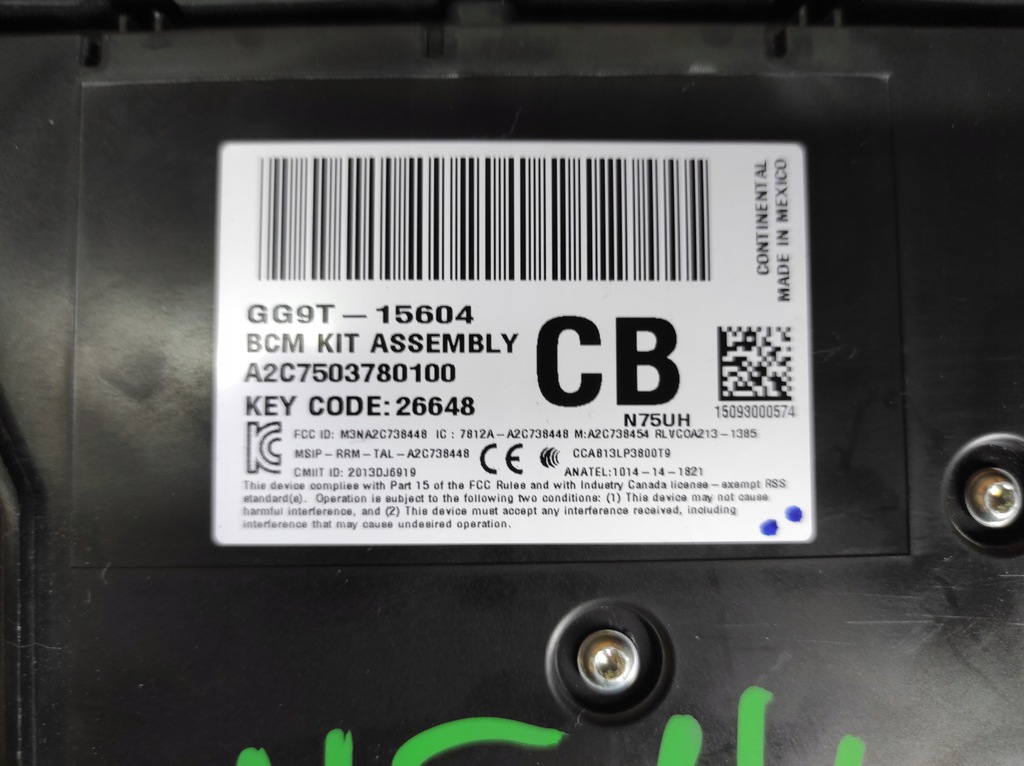 CONTINENTAL
MADE IN MEXICO
GG9T-15604
BCM KIT ASSEMBLY
A2C7503780100
KEY CODE: 26648
CB
N75UH
15093000574
FCC ID: M3NA2C738448 IC : 7812A-A2C738448 M:A2C738454 RLVCOA213-1385
MSIP-RRM-TAL-A2C738448 CE CCAB13LP3800T9
CMIIT ID: 2013DJ6919 ANATEL:1014-14-1821
This device complies with Part 15 of the FCC Rules and with Industry Canada license-exempt RSS
standard(s). Operation is subject to the following two conditions: (1) This device may not cause
harmful interference, and (2) This device must accept any interference received, including
interference that may cause undesired operation.